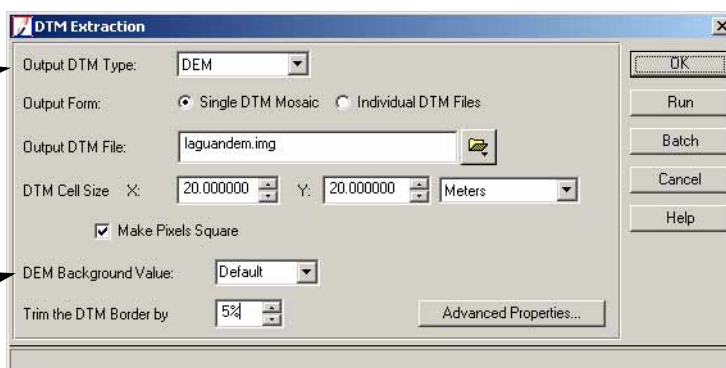 DTM Extraction
Output DTM Type: DEM OK
Output Form: Single DTM Mosaic Individual DTM Files Run
Output DTM File: laguandem.img Batch
DTM Cell Size X: 20.000000 Y: 20.000000 Meters Cancel
Make Pixels Square Help
DEM Background Value: Default
Trim the DTM Border by 5% Advanced Properties...